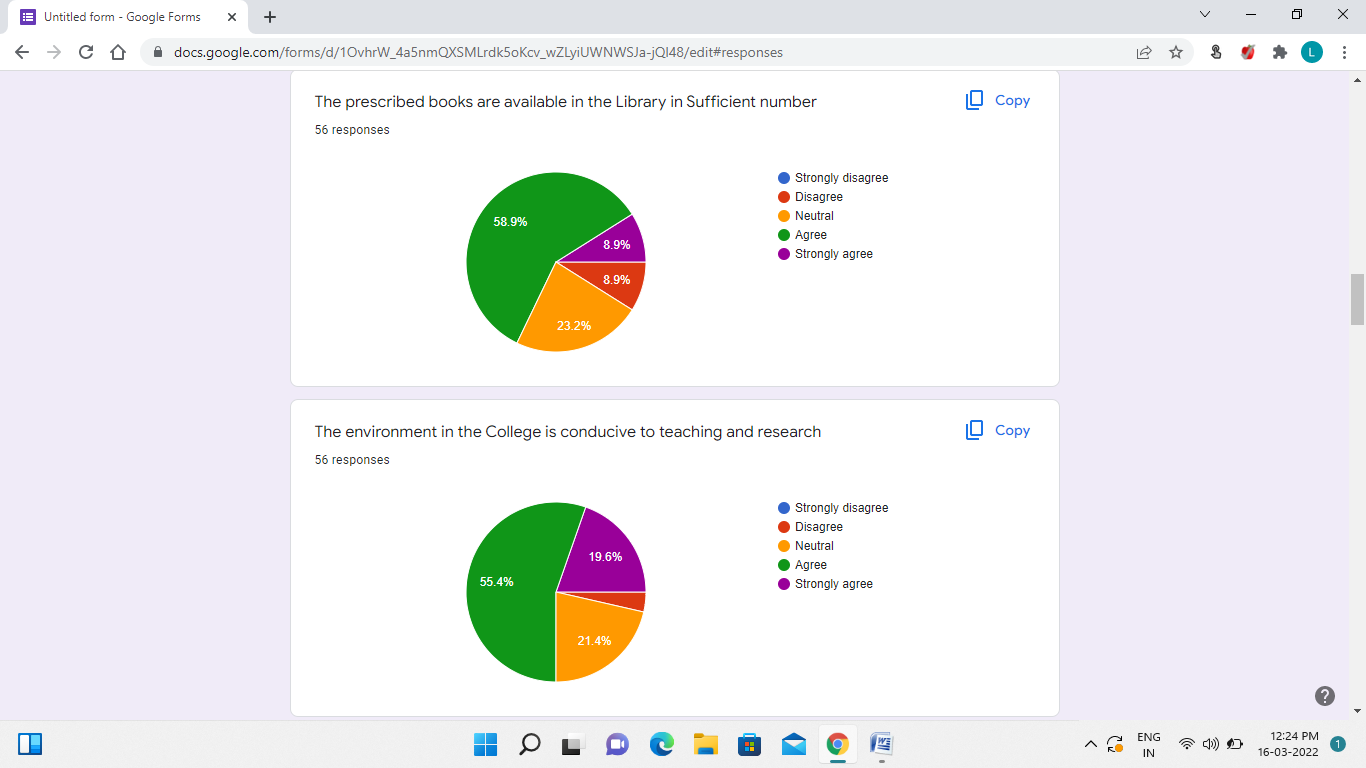 Untitled form - Google Forms
docs.google.com/forms/d/1OvhrW_4a5nmQXSMLrdk5oKcv_wZLyiUWNWSJa-jQI48/edit#responses
L
The prescribed books are available in the Library in Sufficient number
Copy
56 responses
58.9%
8.9%
8.9%
23.2%
Strongly disagree
Disagree
Neutral
Agree
Strongly agree
The environment in the College is conducive to teaching and research
Copy
56 responses
55.4%
19.6%
21.4%
Strongly disagree
Disagree
Neutral
Agree
Strongly agree
ENG
IN
12:24 PM
16-03-2022
1